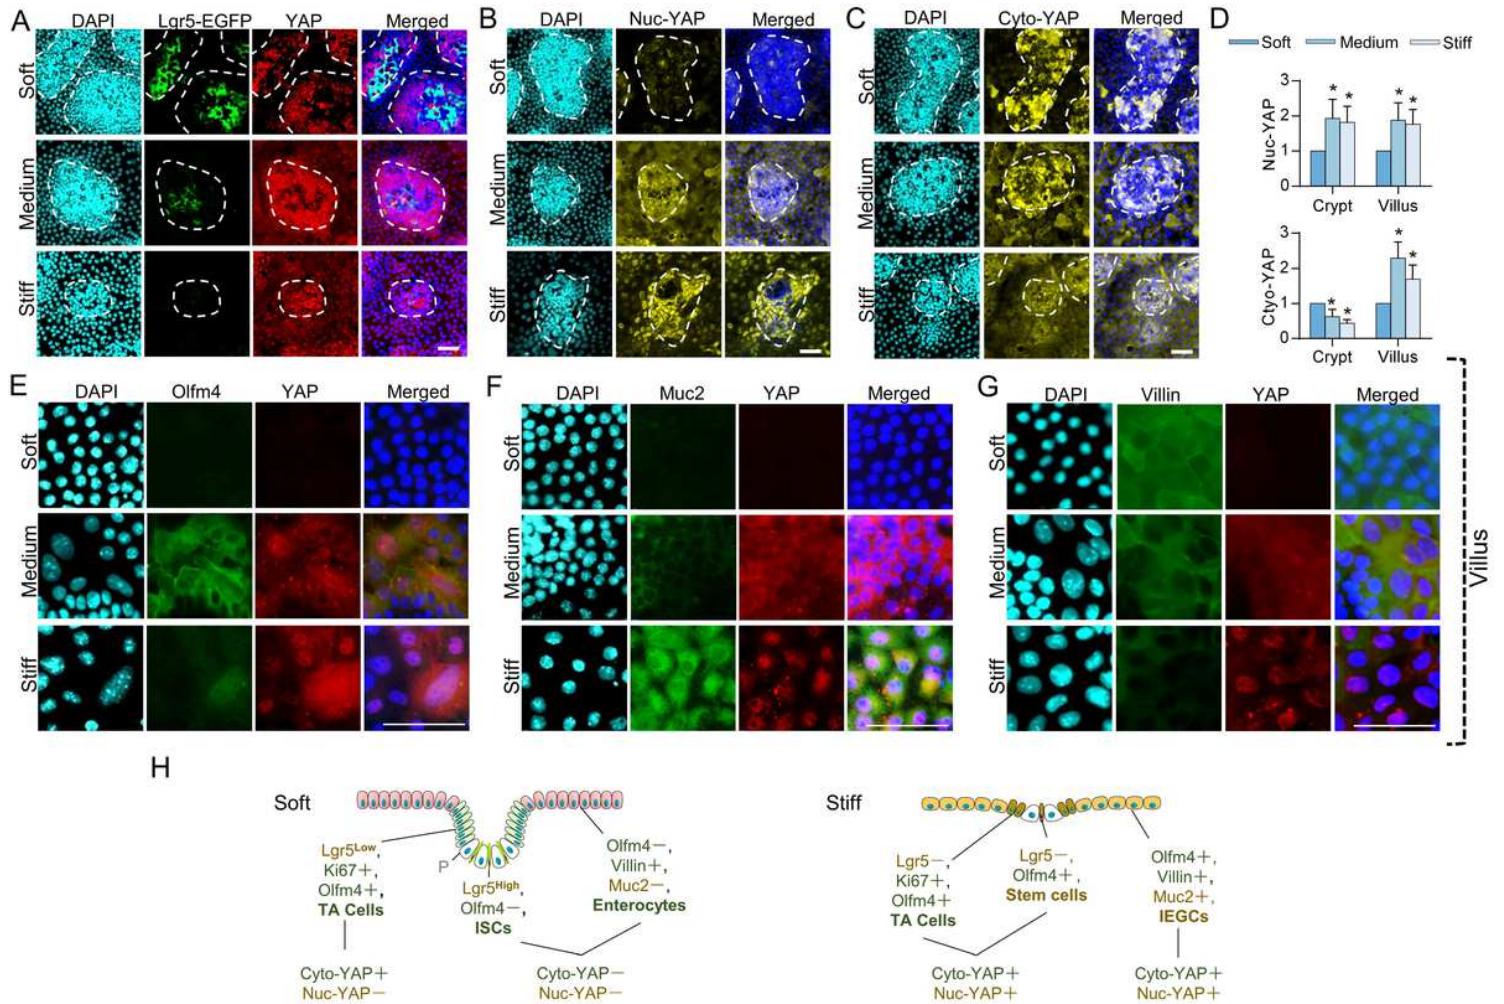 A
DAPI Lgr5-EGFP YAP Merged
Soft
Medium
Stiff
B
DAPI Nuc-YAP Merged
Soft
Medium
Stiff
C
DAPI Cyto-YAP Merged
Soft
Medium
Stiff
D
Soft Medium Stiff
Nuc-YAP
3
2
1
0
* * * *
Crypt Villus
Ctyo-YAP
3
2
1
0
* * * *
Crypt Villus
E
DAPI Olfm4 YAP Merged
Soft
Medium
Stiff
F
DAPI Muc2 YAP Merged
Soft
Medium
Stiff
G
DAPI Villin YAP Merged
Soft
Medium
Stiff
Villus
H
Soft
P
Lgr5Low,
Ki67+,
Olfm4+,
TA Cells
Lgr5High,
Olfm4−,
ISCs
Olfm4−,
Villin+,
Muc2−,
Enterocytes
Cyto-YAP+
Nuc-YAP−
Cyto-YAP−
Nuc-YAP−
Stiff
Lgr5−,
Ki67+,
Olfm4+
TA Cells
Lgr5−,
Olfm4+,
Stem cells
Olfm4+,
Villin+,
Muc2+,
IEGCs
Cyto-YAP+
Nuc-YAP+
Cyto-YAP+
Nuc-YAP+